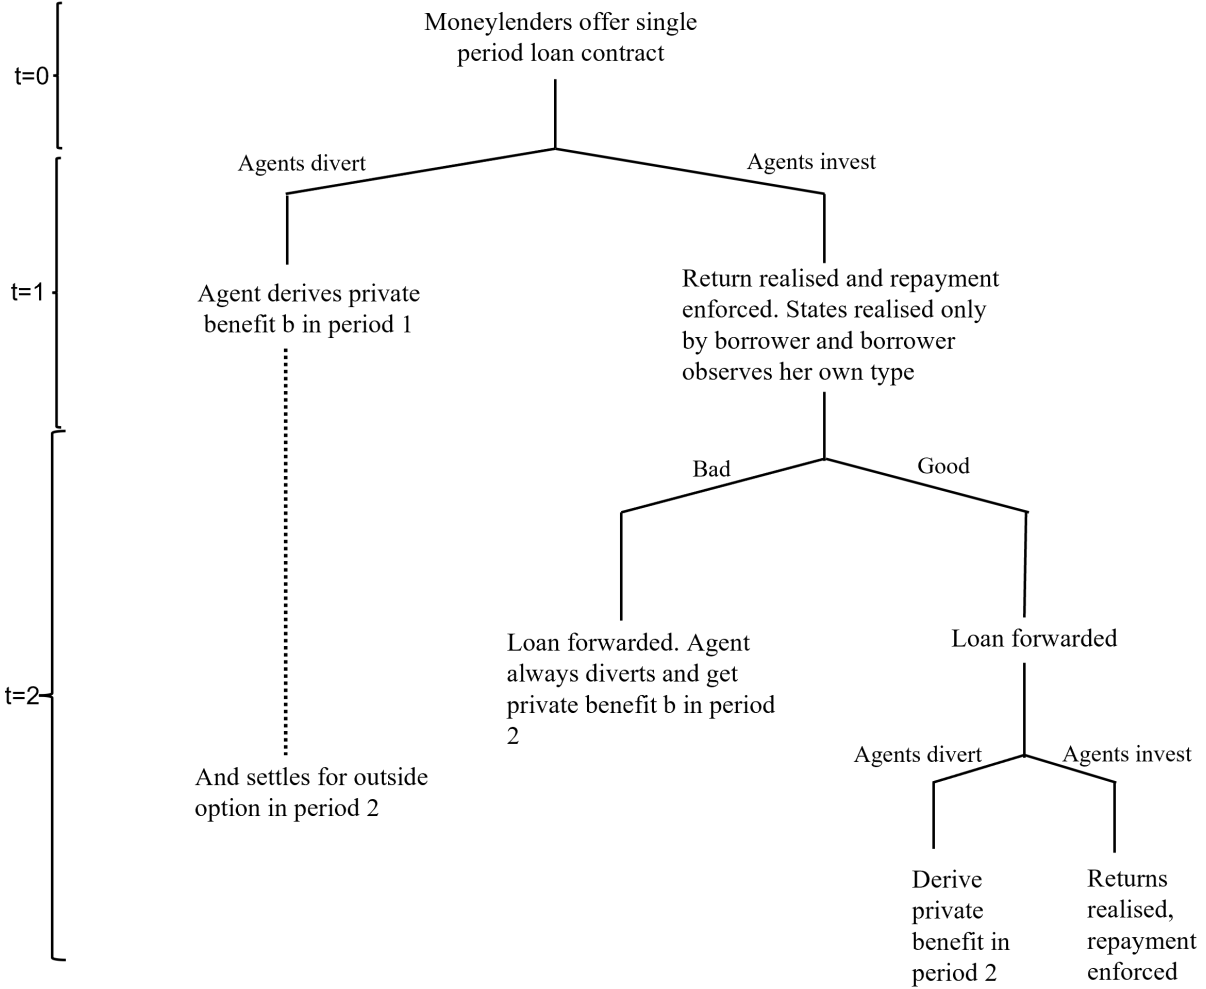 Moneylenders offer single
period loan contract
t=0
Agents divert
Agents invest
t=1
Agent derives private
benefit b in period 1
Return realised and repayment
enforced. States realised only
by borrower and borrower
observes her own type
Bad
Good
Loan forwarded. Agent
always diverts and get
private benefit b in period
2
Loan forwarded
t=2
Agents divert
Agents invest
And settles for outside
option in period 2
Derive
private
benefit in
period 2
Returns
realised,
repayment
enforced